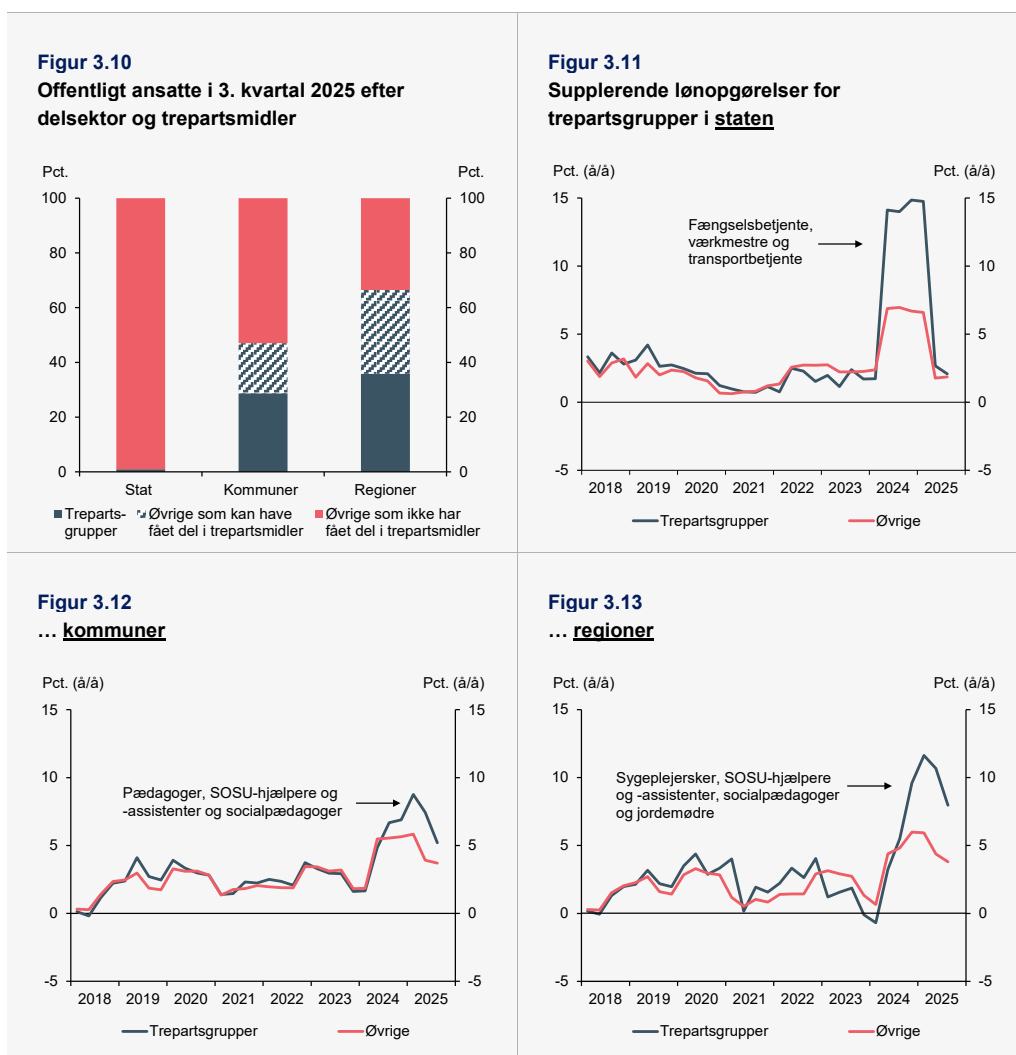 Figur 3.10
Offentligt ansatte i 3. kvartal 2025 efter
delsektor og trepartsmidler
Pct.
Pct.
100
80
60
40
20
0
100
80
60
40
20
0
Stat
Kommuner
Regioner
Treparts-
grupper
Øvrige som kan have
fået del i trepartsmidler
Øvrige som ikke har
fået del i trepartsmidler
Figur 3.11
Supplerende lønopgørelser for
trepartsgrupper i staten
Pct. (å/å)
Pct. (å/å)
15
10
5
0
-5
15
10
5
0
-5
Fængselsbetjente,
værkmestre og
transportbetjente
2018 2019 2020 2021 2022 2023 2024 2025
Trepartsgrupper
Øvrige
Figur 3.12
... kommuner
Pct. (å/å)
Pct. (å/å)
15
10
5
0
-5
15
10
5
0
-5
Pædagoger, SOSU-hjælpere og
-assistenter og socialpædagoger
2018 2019 2020 2021 2022 2023 2024 2025
Trepartsgrupper
Øvrige
Figur 3.13
... regioner
Pct. (å/å)
Pct. (å/å)
15
10
5
0
-5
15
10
5
0
-5
Sygeplejersker, SOSU-hjælpere
og -assistenter, socialpædagoger
og jordemødre
2018 2019 2020 2021 2022 2023 2024 2025
Trepartsgrupper
Øvrige